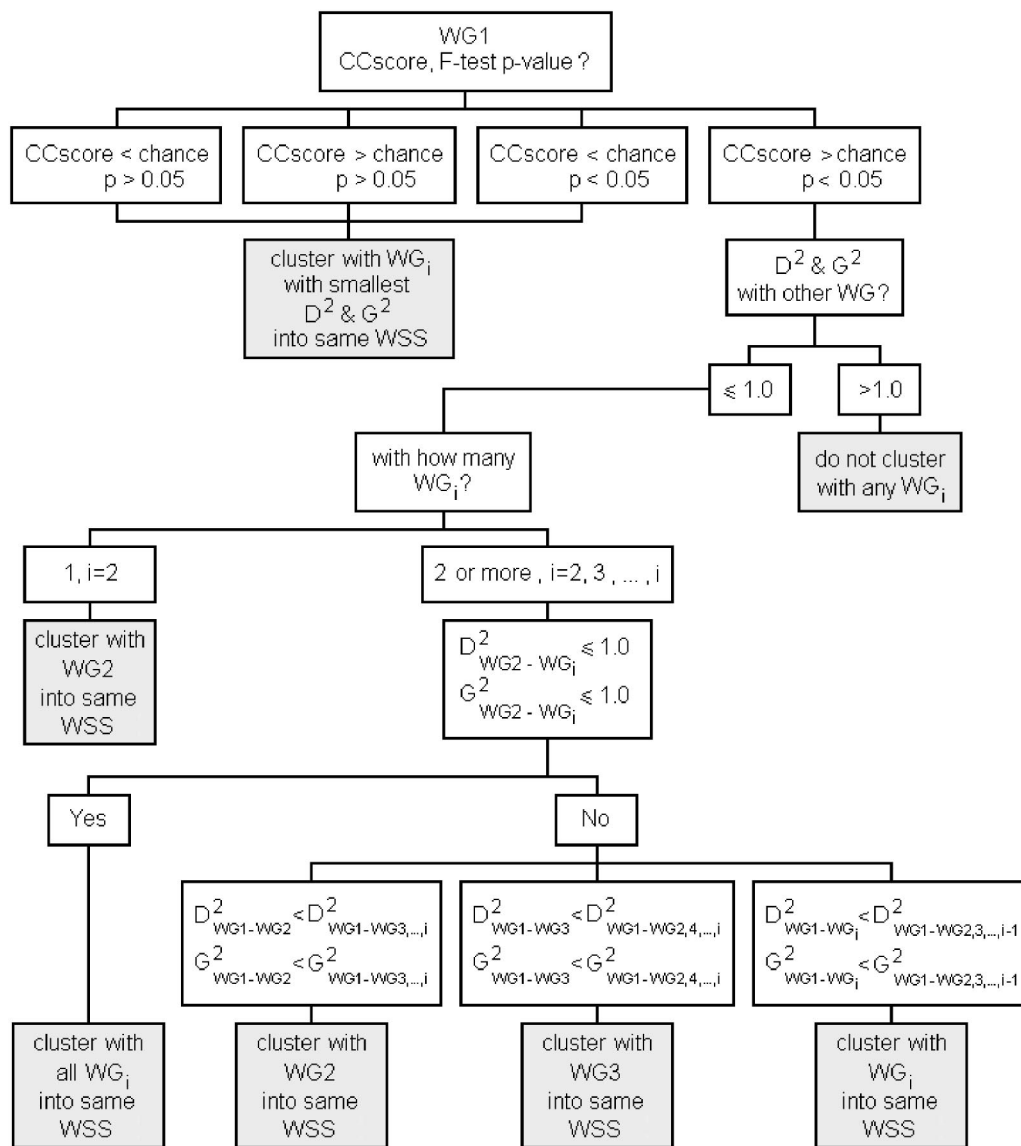 WG1
CCscore, F-test p-value ?
CCscore < chance
p > 0.05
CCscore > chance
p > 0.05
CCscore < chance
p < 0.05
CCscore > chance
p < 0.05
cluster with WGᵢ
with smallest
D² & G²
into same WSS
D² & G²
with other WG?
⩽ 1.0
>1.0
with how many
WGᵢ?
do not cluster
with any WGᵢ
1, i=2
2 or more , i=2, 3 , ... , i
cluster with
WG2
into same
WSS
D²WG2 - WGᵢ ⩽ 1.0
G²WG2 - WGᵢ ⩽ 1.0
Yes
No
D²WG1-WG2 < D²WG1-WG3,...,i
G²WG1-WG2 < G²WG1-WG3,...,i
D²WG1-WG3 < D²WG1-WG2,4,...,i
G²WG1-WG3 < G²WG1-WG2,4,...,i
D²WG1-WGᵢ < D²WG1-WG2,3,...,i-1
G²WG1-WGᵢ < G²WG1-WG2,3,...,i-1
cluster with
all WGᵢ
into same
WSS
cluster with
WG2
into same
WSS
cluster with
WG3
into same
WSS
cluster with
WGᵢ
into same
WSS